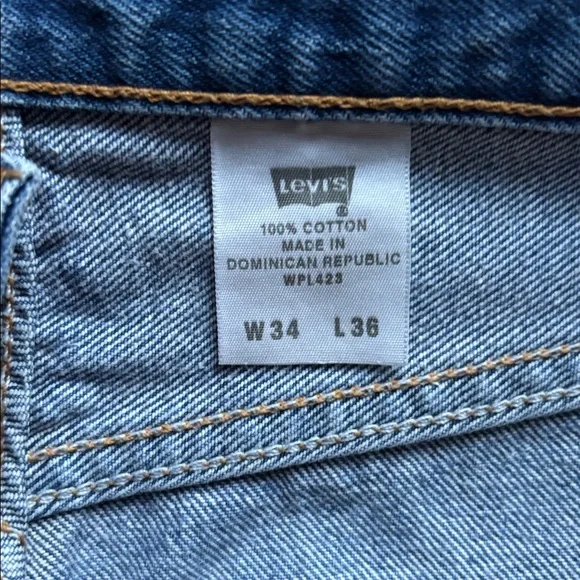 Levi's
®
100% COTTON
MADE IN
DOMINICAN REPUBLIC
WPL423
W34 L36